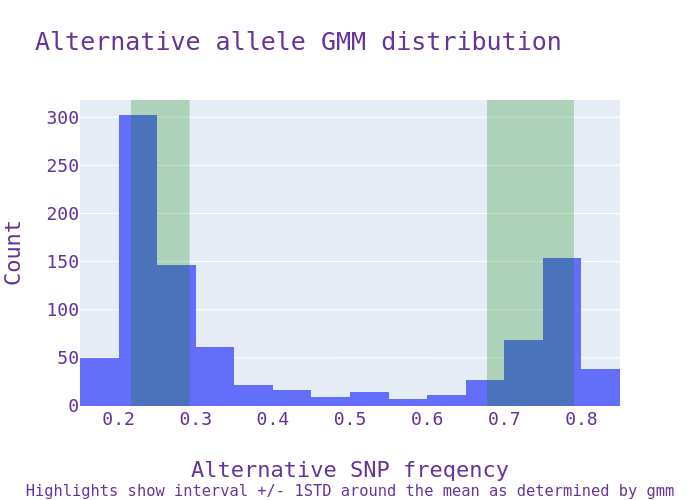 Alternative allele GMM distribution
Count
300
250
200
150
100
50
0
0.2 0.3 0.4 0.5 0.6 0.7 0.8
Alternative SNP freqency
Highlights show interval +/- 1STD around the mean as determined by gmm